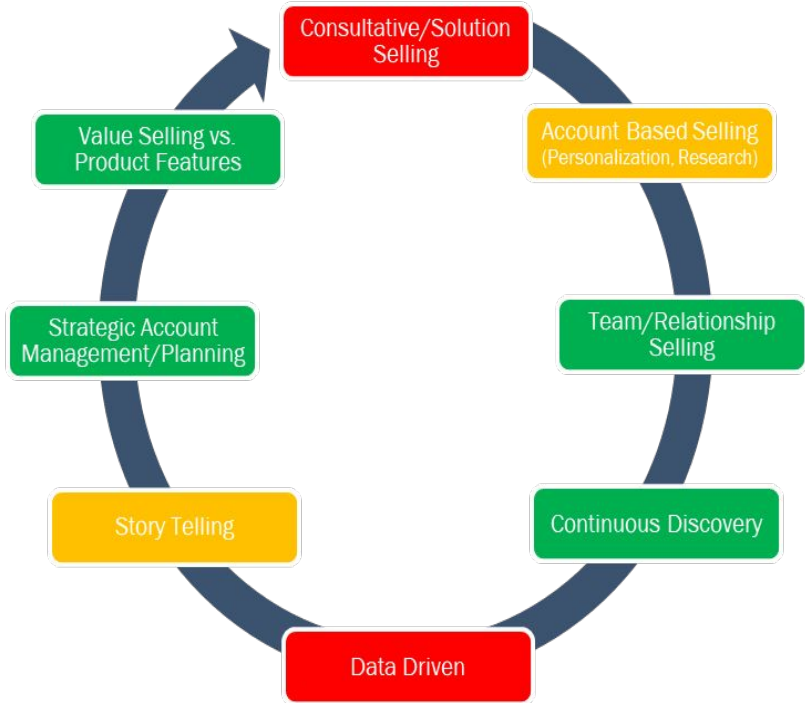 Consultative/Solution
Selling
Account Based Selling
(Personalization, Research)
Team/Relationship
Selling
Continuous Discovery
Data Driven
Story Telling
Strategic Account
Management/Planning
Value Selling vs.
Product Features